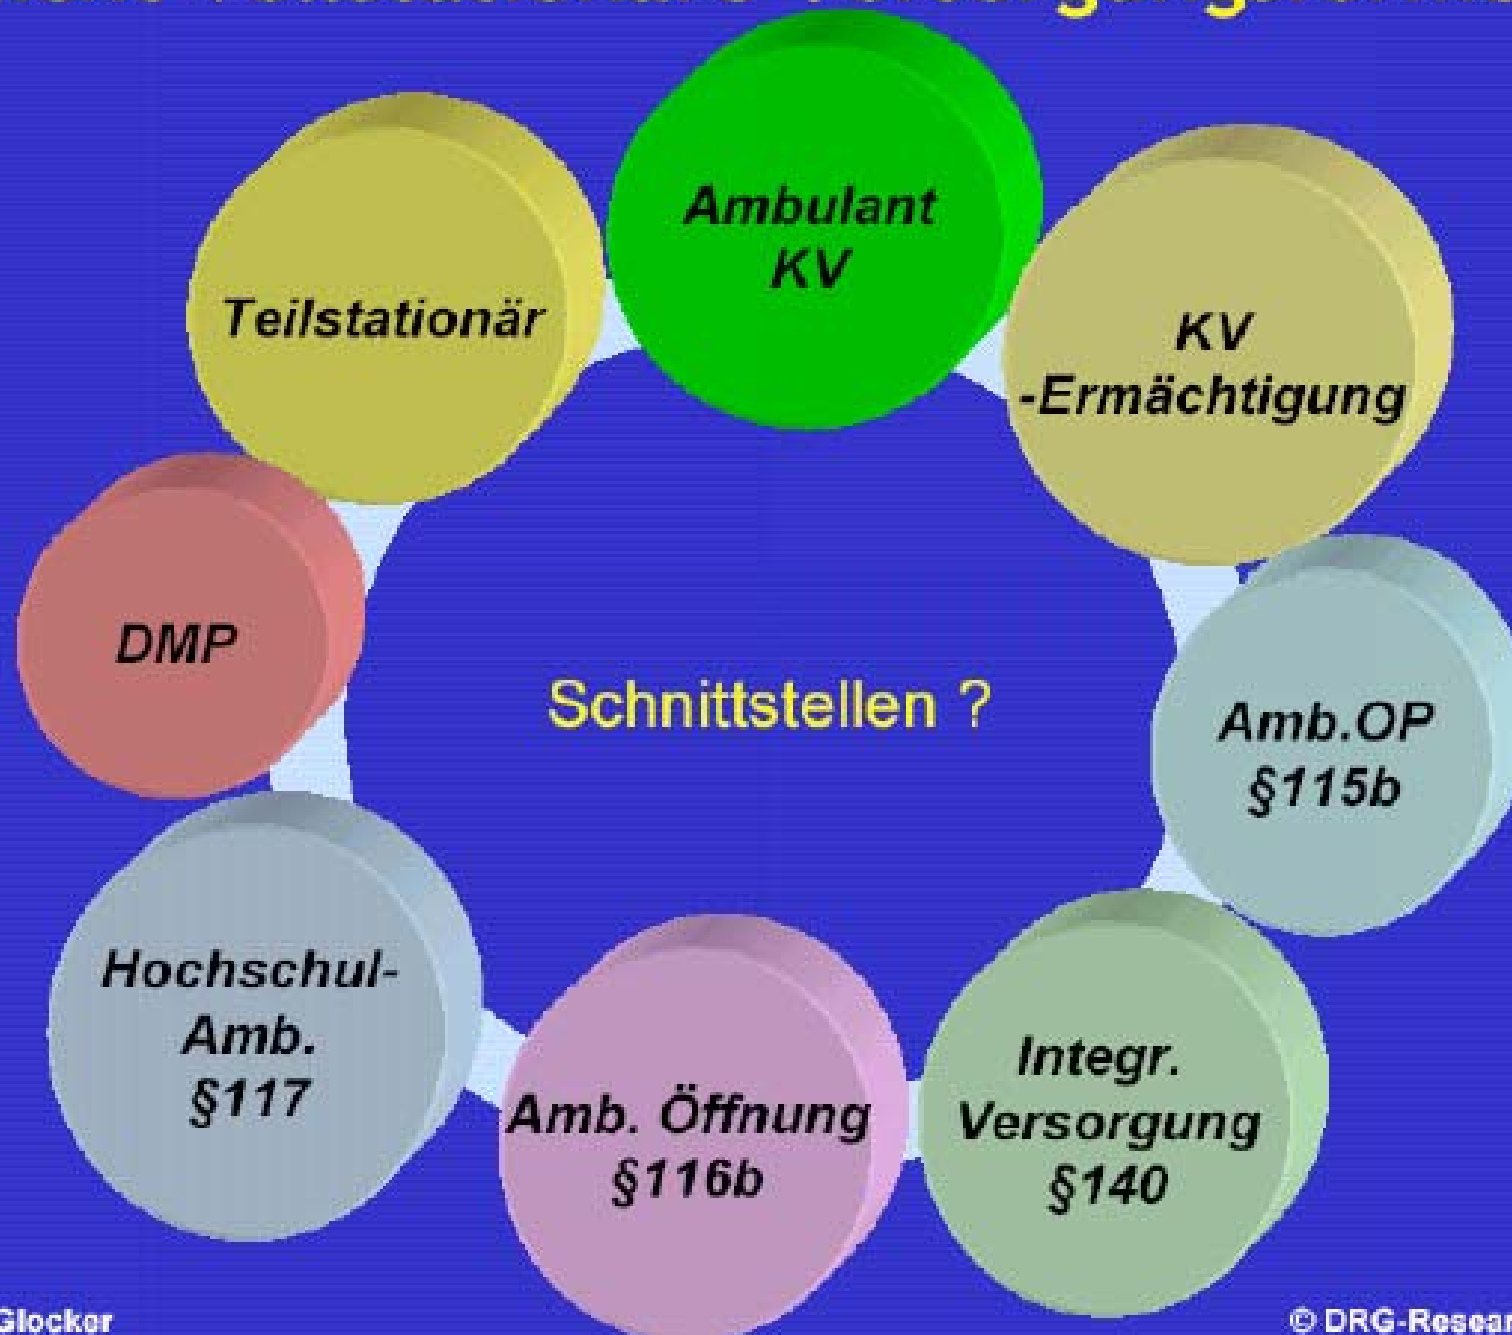 Ambulant
KV
Teilstationär
KV
-Ermächtigung
DMP
Schnittstellen ?
Amb.OP
§115b
Hochschul-
Amb.
§117
Amb. Öffnung
§116b
Integr.
Versorgung
§140
Glocker
© DRG-Resear